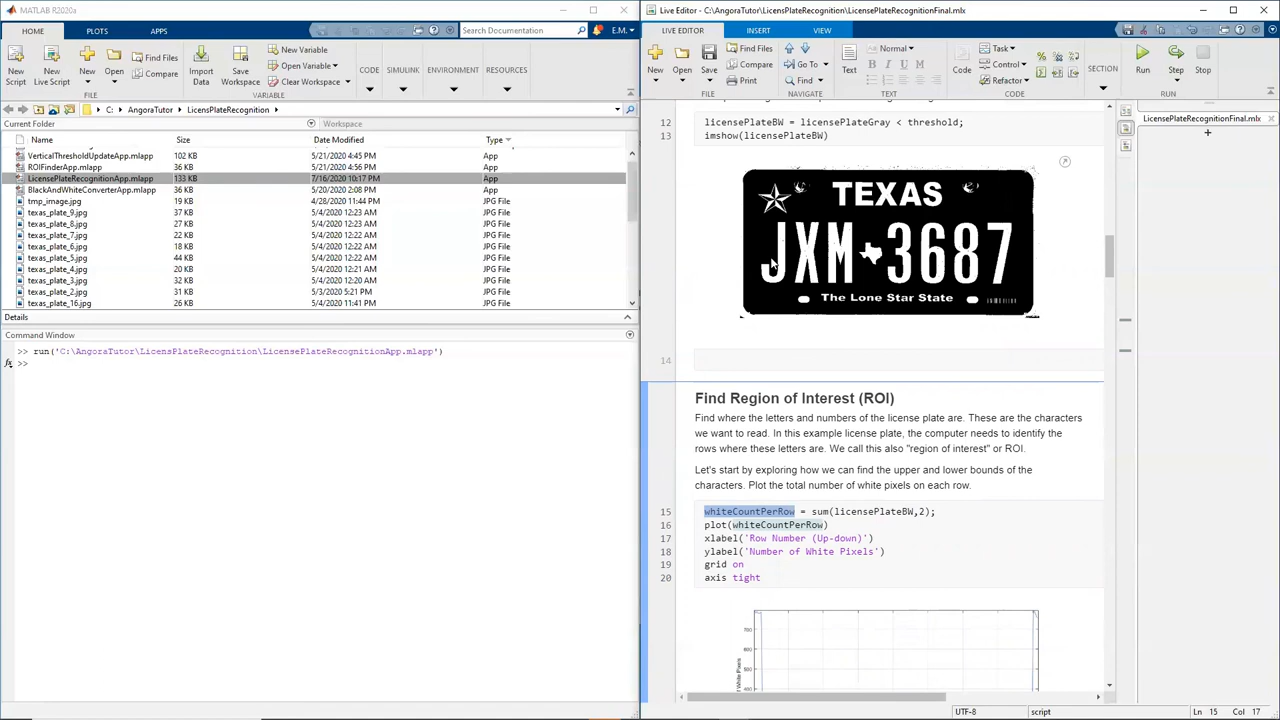 MATLAB R2020a
HOME PLOTS APPS
Search Documentation
E.M.
New Script
New Live Script
New
Open
Find Files
Compare
Import Data
Save Workspace
New Variable
Open Variable
Clear Workspace
VARIABLE
CODE
SIMULINK
ENVIRONMENT
RESOURCES
C: AngoraTutor LicensPlateRecognition
Current Folder
Workspace
Name Size Date Modified Type
VerticalThresholdUpdateApp.mlapp 102 KB 5/21/2020 4:45 PM App
ROIFinderApp.mlapp 36 KB 5/21/2020 4:56 PM App
LicensePlateRecognitionApp.mlapp 133 KB 7/16/2020 10:17 PM App
BlackAndWhiteConverterApp.mlapp 36 KB 5/20/2020 2:08 PM App
tmp_image.jpg 19 KB 4/28/2020 11:44 PM JPG File
texas_plate_9.jpg 37 KB 5/4/2020 12:23 AM JPG File
texas_plate_8.jpg 27 KB 5/4/2020 12:23 AM JPG File
texas_plate_7.jpg 22 KB 5/4/2020 12:22 AM JPG File
texas_plate_6.jpg 18 KB 5/4/2020 12:22 AM JPG File
texas_plate_5.jpg 44 KB 5/4/2020 12:22 AM JPG File
texas_plate_4.jpg 20 KB 5/4/2020 12:21 AM JPG File
texas_plate_3.jpg 32 KB 5/4/2020 12:20 AM JPG File
texas_plate_2.jpg 31 KB 5/3/2020 5:21 PM JPG File
texas_plate_16.jpg 26 KB 5/4/2020 11:41 PM JPG File
Details
Command Window
>> run('C:\AngoraTutor\LicensPlateRecognition\LicensePlateRecognitionApp.mlapp')
fx >>
Live Editor - C:\AngoraTutor\LicensPlateRecognition\LicensePlateRecognitionFinal.mlx
LIVE EDITOR INSERT VIEW
New
Open
Save
Find Files
Compare
Print
Go To
Find
NAVIGATE
Text
Normal
B I U M
TEXT
Code
Task
Control
Refactor
CODE
SECTION
Run
Step
Stop
RUN
FILE
LicensePlateRecognitionFinal.mlx
+
12 licensePlateBW = licensePlateGray < threshold;
13 imshow(licensePlateBW)
TEXAS
JXM 3687
The Lone Star State
14
Find Region of Interest (ROI)
Find where the letters and numbers of the license plate are. These are the characters
we want to read. In this example license plate, the computer needs to identify the
rows where these letters are. We call this also "region of interest" or ROI.
Let's start by exploring how we can find the upper and lower bounds of the
characters. Plot the total number of white pixels on each row.
15 whiteCountPerRow = sum(licensePlateBW,2);
16 plot(whiteCountPerRow)
17 xlabel('Row Number (Up-down)')
18 ylabel('Number of White Pixels')
19 grid on
20 axis tight
700
600
500
400
White Pixels
UTF-8 script Ln 15 Col 17